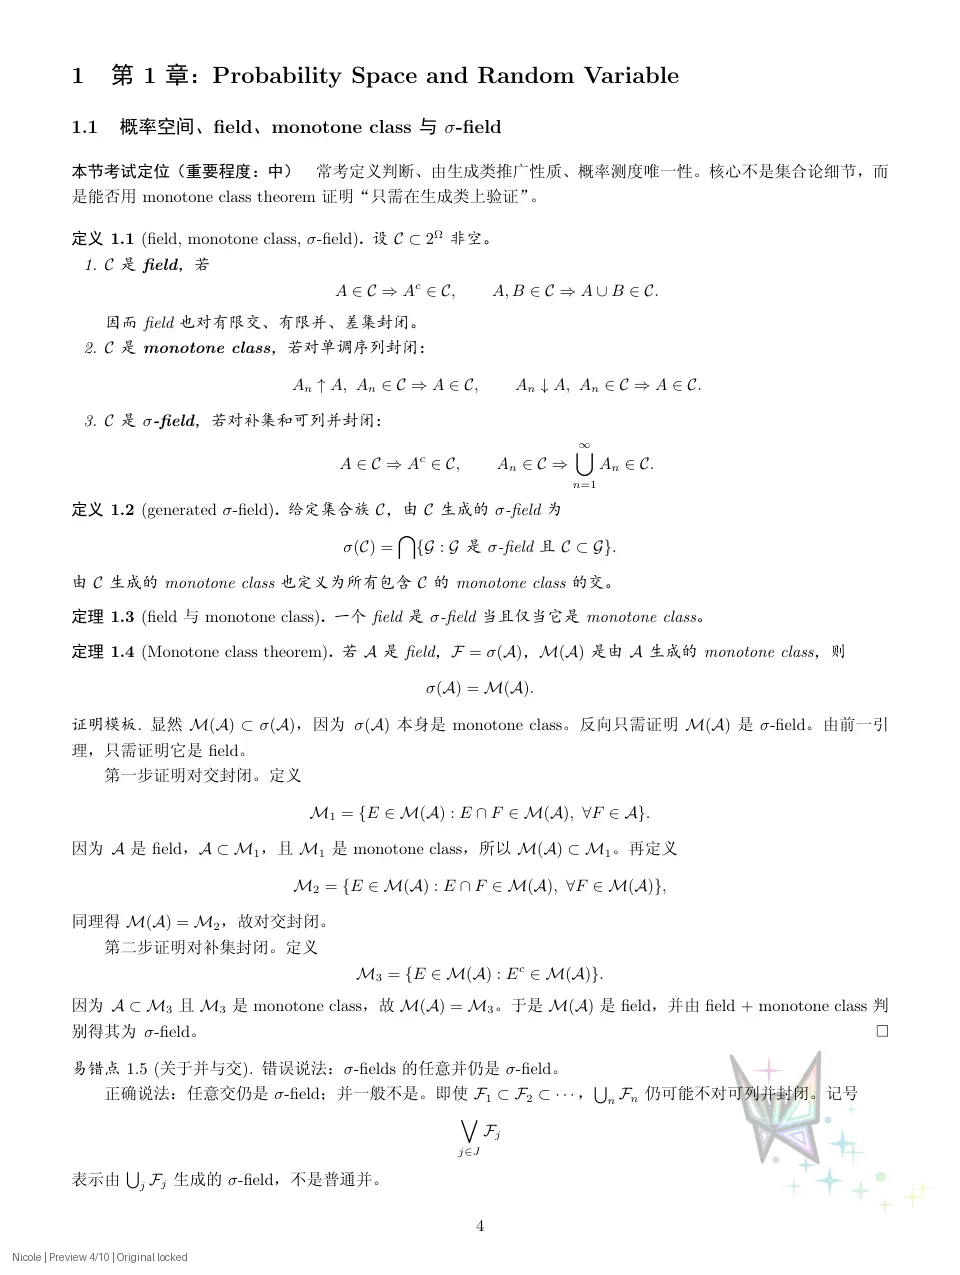 1 第 1 章：Probability Space and Random Variable
1.1 概率空间、field、monotone class 与 σ-field
本节考试定位（重要程度：中） 常考定义判断、由生成类推广性质、概率测度唯一性。核心不是集合论细节，而
是能否用 monotone class theorem 证明“只需在生成类上验证”。
定义 1.1 (field, monotone class, σ-field). 设 𝒞 ⊂ 2^Ω 非空。
1. 𝒞 是 field，若
A ∈ 𝒞 ⇒ A^c ∈ 𝒞, A, B ∈ 𝒞 ⇒ A ∪ B ∈ 𝒞.
因而 field 也对有限交、有限并、差集封闭。
2. 𝒞 是 monotone class，若对单调序列封闭：
A_n ↑ A, A_n ∈ 𝒞 ⇒ A ∈ 𝒞, A_n ↓ A, A_n ∈ 𝒞 ⇒ A ∈ 𝒞.
3. 𝒞 是 σ-field，若对补集和可列并封闭：
A ∈ 𝒞 ⇒ A^c ∈ 𝒞, A_n ∈ 𝒞 ⇒ ⋃_{n=1}^∞ A_n ∈ 𝒞.
定义 1.2 (generated σ-field). 给定集合族 𝒞，由 𝒞 生成的 σ-field 为
σ(𝒞) = ⋂{𝒢 : 𝒢 是 σ-field 且 𝒞 ⊂ 𝒢}.
由 𝒞 生成的 monotone class 也定义为所有包含 𝒞 的 monotone class 的交。
定理 1.3 (field 与 monotone class). 一个 field 是 σ-field 当且仅当它是 monotone class。
定理 1.4 (Monotone class theorem). 若 𝒜 是 field，ℱ = σ(𝒜)，ℳ(𝒜) 是由 𝒜 生成的 monotone class，则
σ(𝒜) = ℳ(𝒜).
证明模板. 显然 ℳ(𝒜) ⊂ σ(𝒜)，因为 σ(𝒜) 本身是 monotone class。反向只需证明 ℳ(𝒜) 是 σ-field。由前一引
理，只需证明它是 field。
第一步证明对交封闭。定义
ℳ_1 = {E ∈ ℳ(𝒜) : E ∩ F ∈ ℳ(𝒜), ∀F ∈ 𝒜}.
因为 𝒜 是 field，𝒜 ⊂ ℳ_1，且 ℳ_1 是 monotone class，所以 ℳ(𝒜) ⊂ ℳ_1。再定义
ℳ_2 = {E ∈ ℳ(𝒜) : E ∩ F ∈ ℳ(𝒜), ∀F ∈ ℳ(𝒜)},
同理得 ℳ(𝒜) = ℳ_2，故对交封闭。
第二步证明对补集封闭。定义
ℳ_3 = {E ∈ ℳ(𝒜) : E^c ∈ ℳ(𝒜)}.
因为 𝒜 ⊂ ℳ_3 且 ℳ_3 是 monotone class，故 ℳ(𝒜) = ℳ_3。于是 ℳ(𝒜) 是 field，并由 field + monotone class 判
别得其为 σ-field。 □
易错点 1.5 (关于并与交). 错误说法：σ-fields 的任意并仍是 σ-field。
正确说法：任意交仍是 σ-field；并一般不是。即使 ℱ_1 ⊂ ℱ_2 ⊂ ⋯，⋃_n ℱ_n 仍可能不对可列并封闭。记号
⋁_{j∈J} ℱ_j
表示由 ⋃_j ℱ_j 生成的 σ-field，不是普通并。
4
Nicole | Preview 4/10 | Original locked